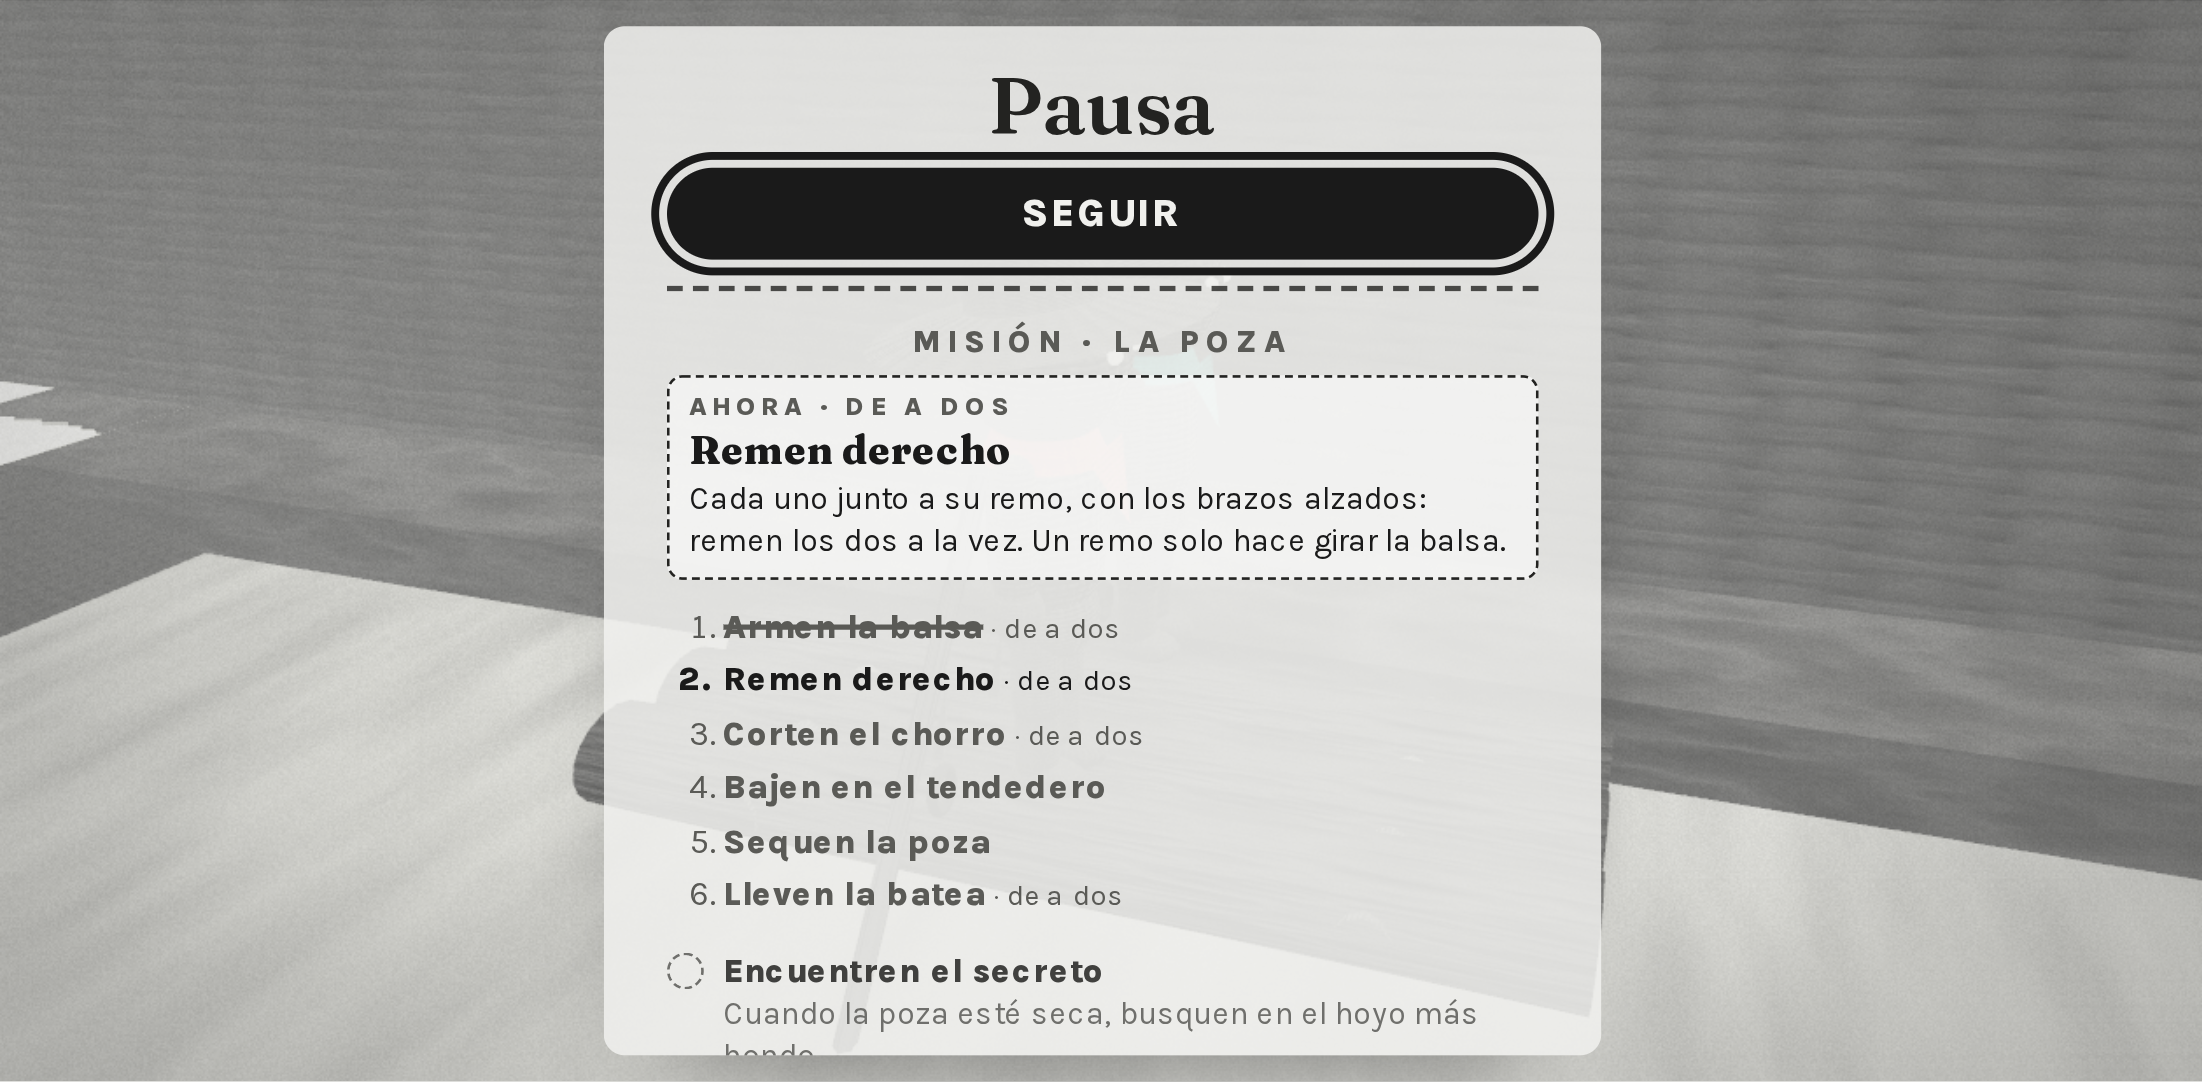 Pausa
SEGUIR
MISIÓN · LA POZA
AHORA · DE A DOS
Remen derecho
Cada uno junto a su remo, con los brazos alzados:
remen los dos a la vez. Un remo solo hace girar la balsa.
1. Armen la balsa · de a dos
2. Remen derecho · de a dos
3. Corten el chorro · de a dos
4. Bajen en el tendedero
5. Sequen la poza
6. Lleven la batea · de a dos
Encuentren el secreto
Cuando la poza esté seca, busquen en el hoyo más
hondo.